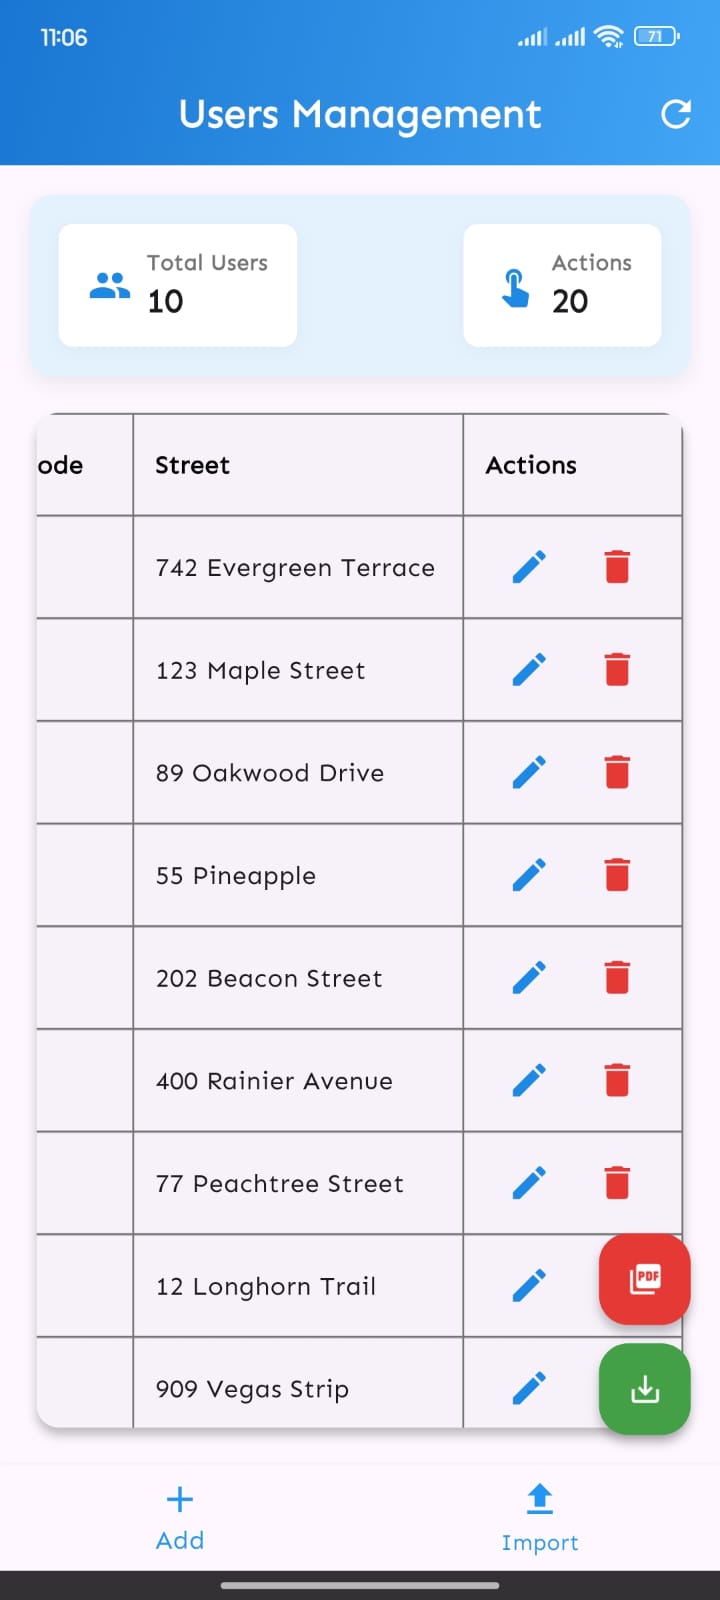 11:06
71
Users Management
Total Users
10
Actions
20
ode
Street
Actions
742 Evergreen Terrace
123 Maple Street
89 Oakwood Drive
55 Pineapple
202 Beacon Street
400 Rainier Avenue
77 Peachtree Street
12 Longhorn Trail
PDF
909 Vegas Strip
Add
Import